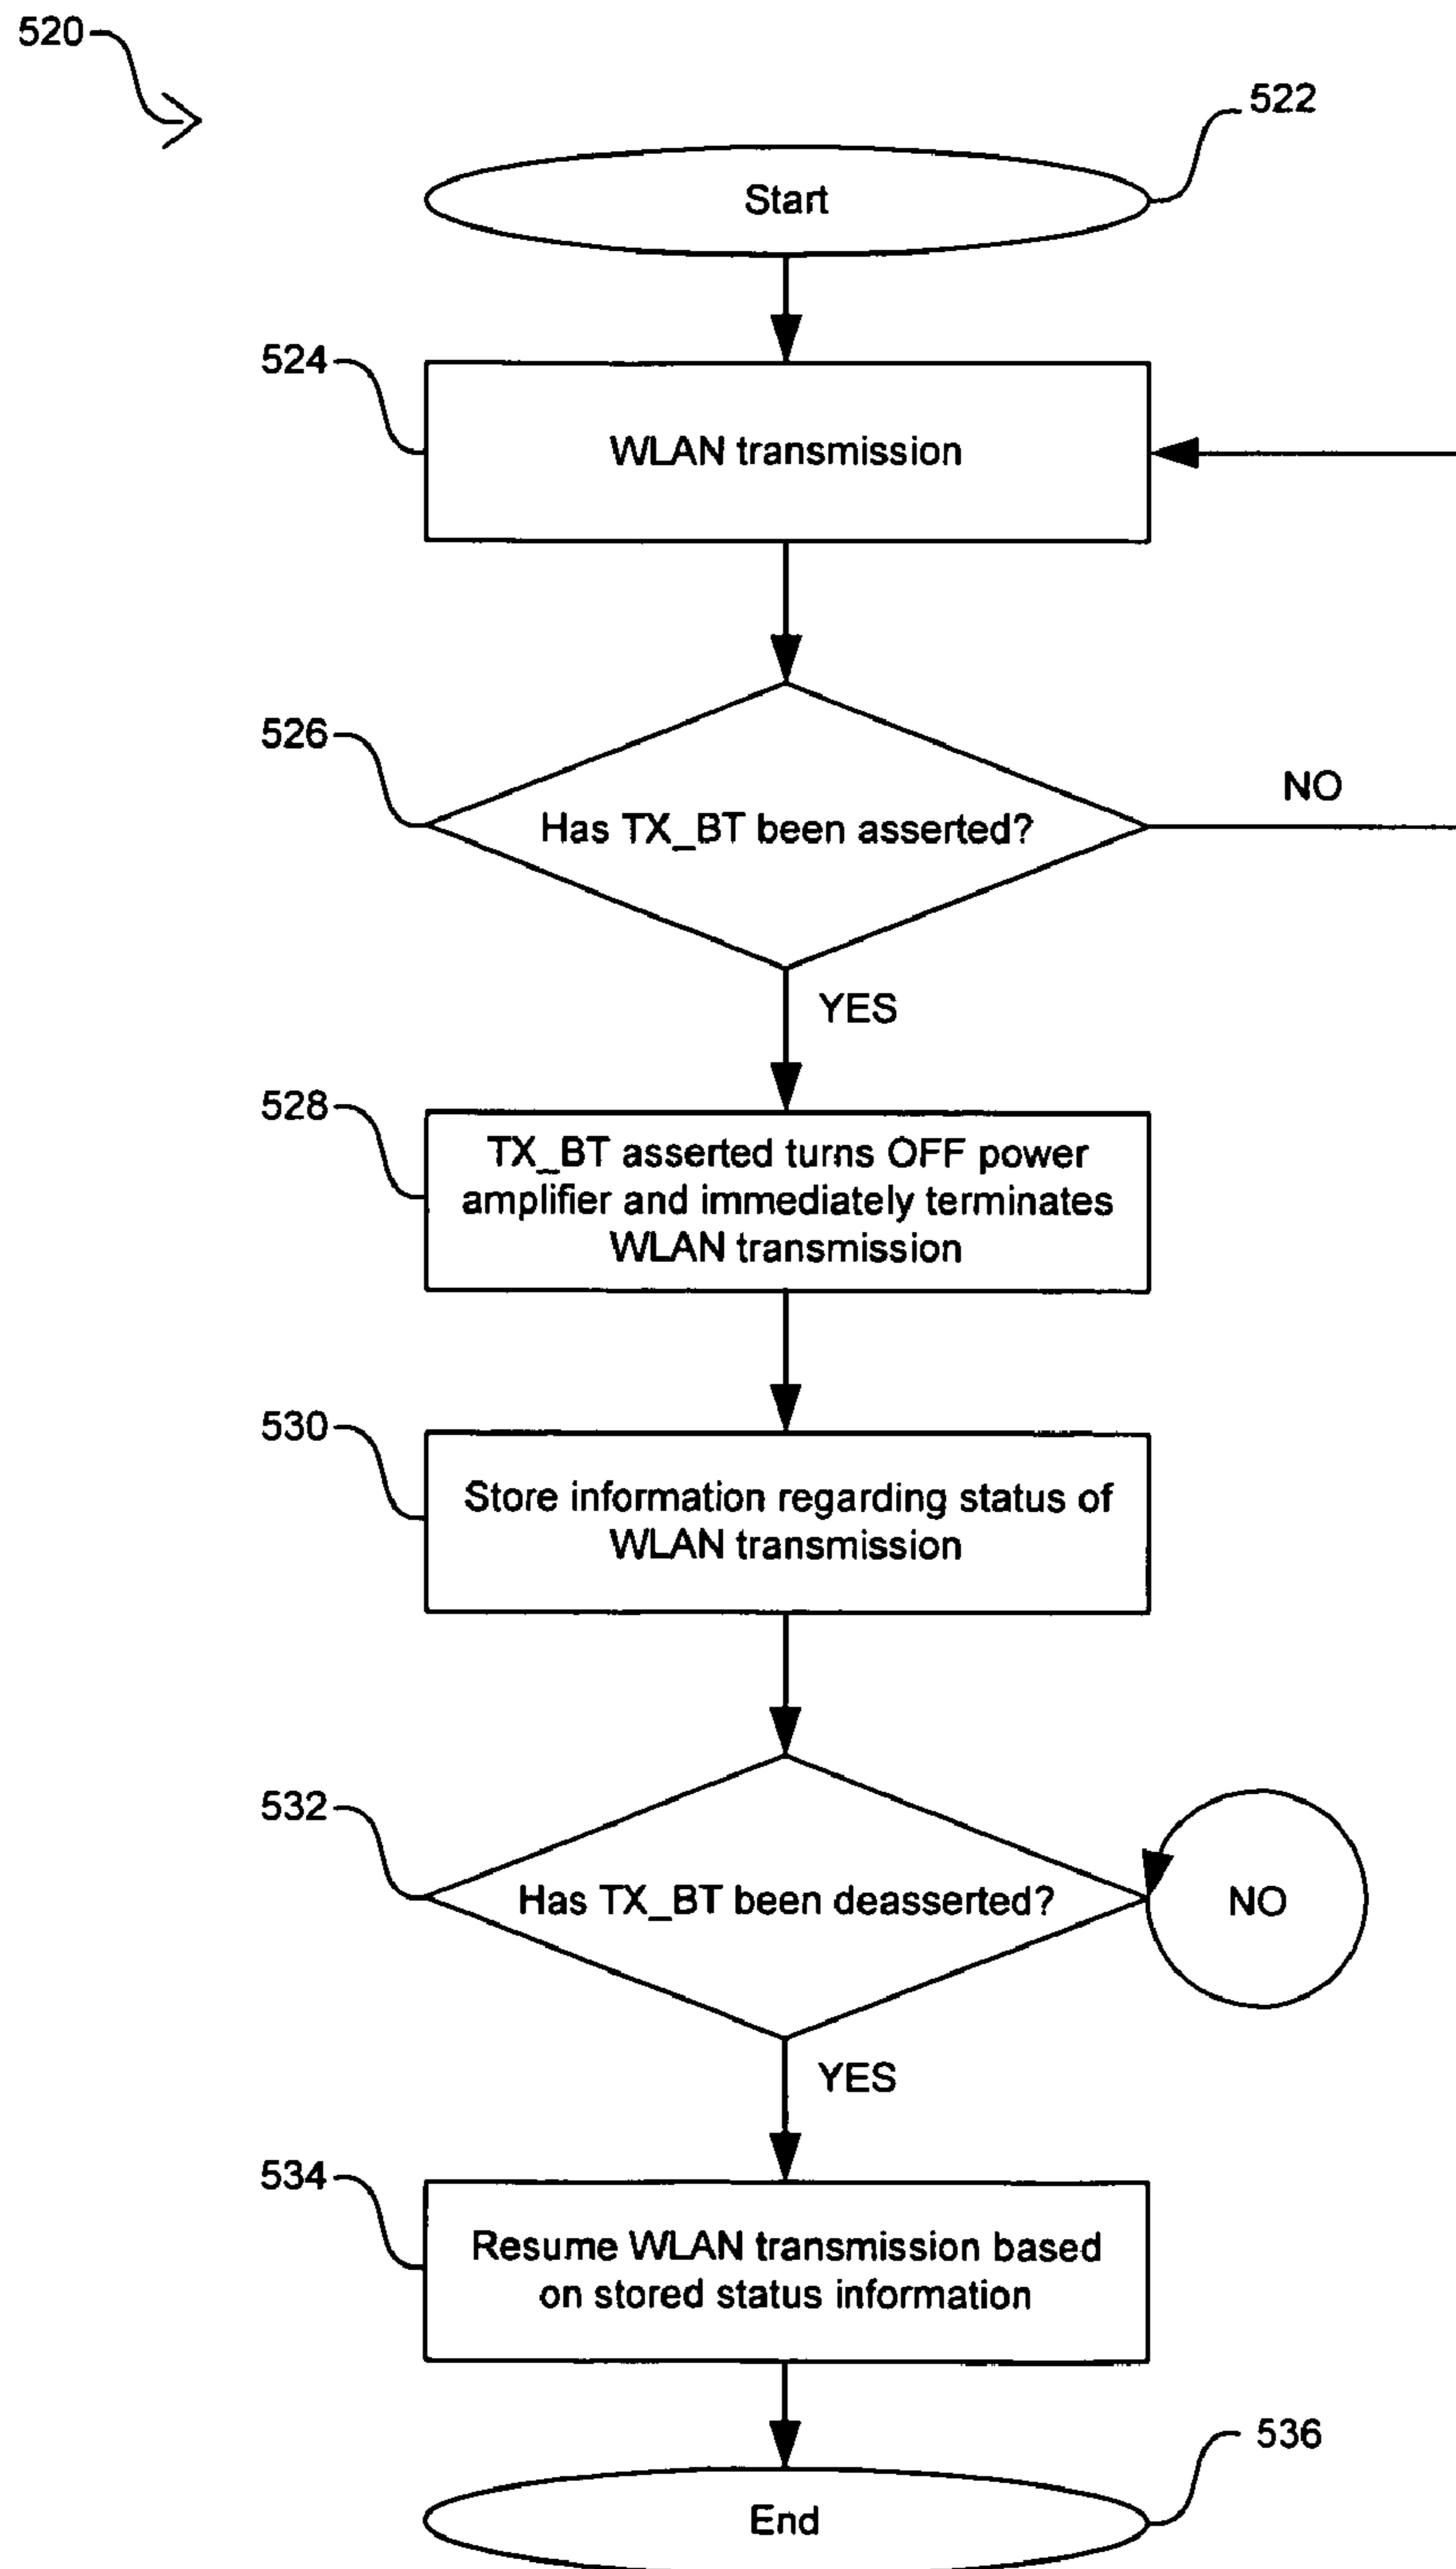 520
522
Start
524
WLAN transmission
526
NO
Has TX_BT been asserted?
YES
528
TX_BT asserted turns OFF power
amplifier and immediately terminates
WLAN transmission
530
Store information regarding status of
WLAN transmission
532
Has TX_BT been deasserted?
NO
YES
534
Resume WLAN transmission based
on stored status information
536
End